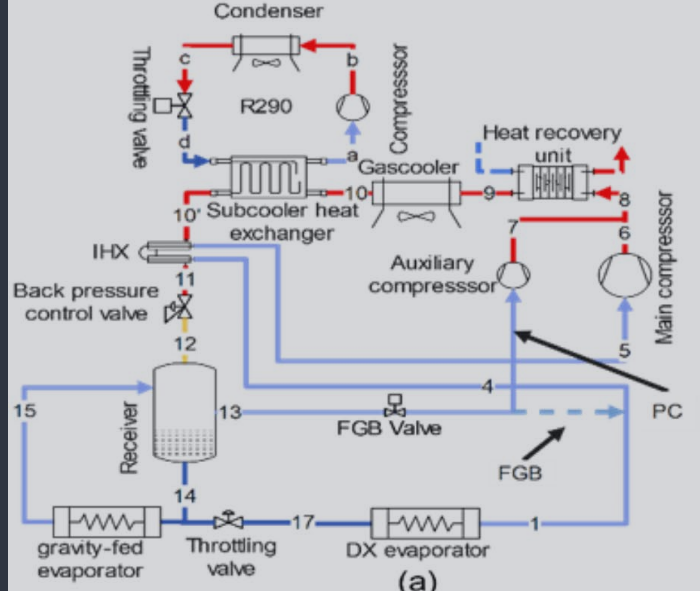 Condenser
c
b
Throttling valve
R290
Compresssor
d
a
Heat recovery
unit
Gascooler
10
9
8
10'
Subcooler heat
exchanger
7
6
IHX
Auxiliary
compresssor
Main compresssor
11
Back pressure
control valve
12
5
4
15
Receiver
13
PC
FGB Valve
FGB
14
17
1
gravity-fed
evaporator
Throttling
valve
DX evaporator
(a)